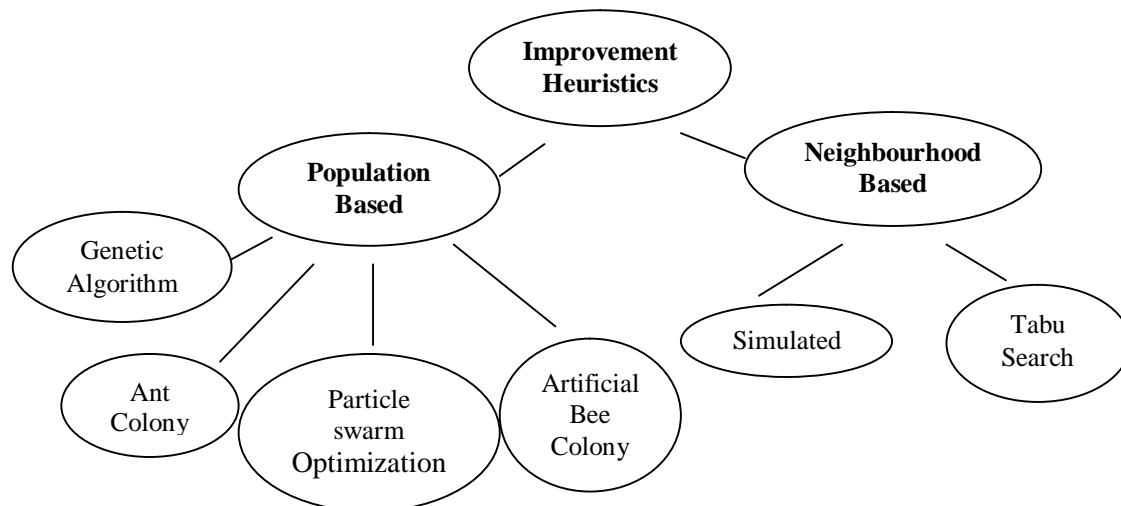 Improvement
Heuristics
Population
Based
Neighbourhood
Based
Genetic
Algorithm
Ant
Colony
Particle
swarm
Optimization
Artificial
Bee
Colony
Simulated
Tabu
Search